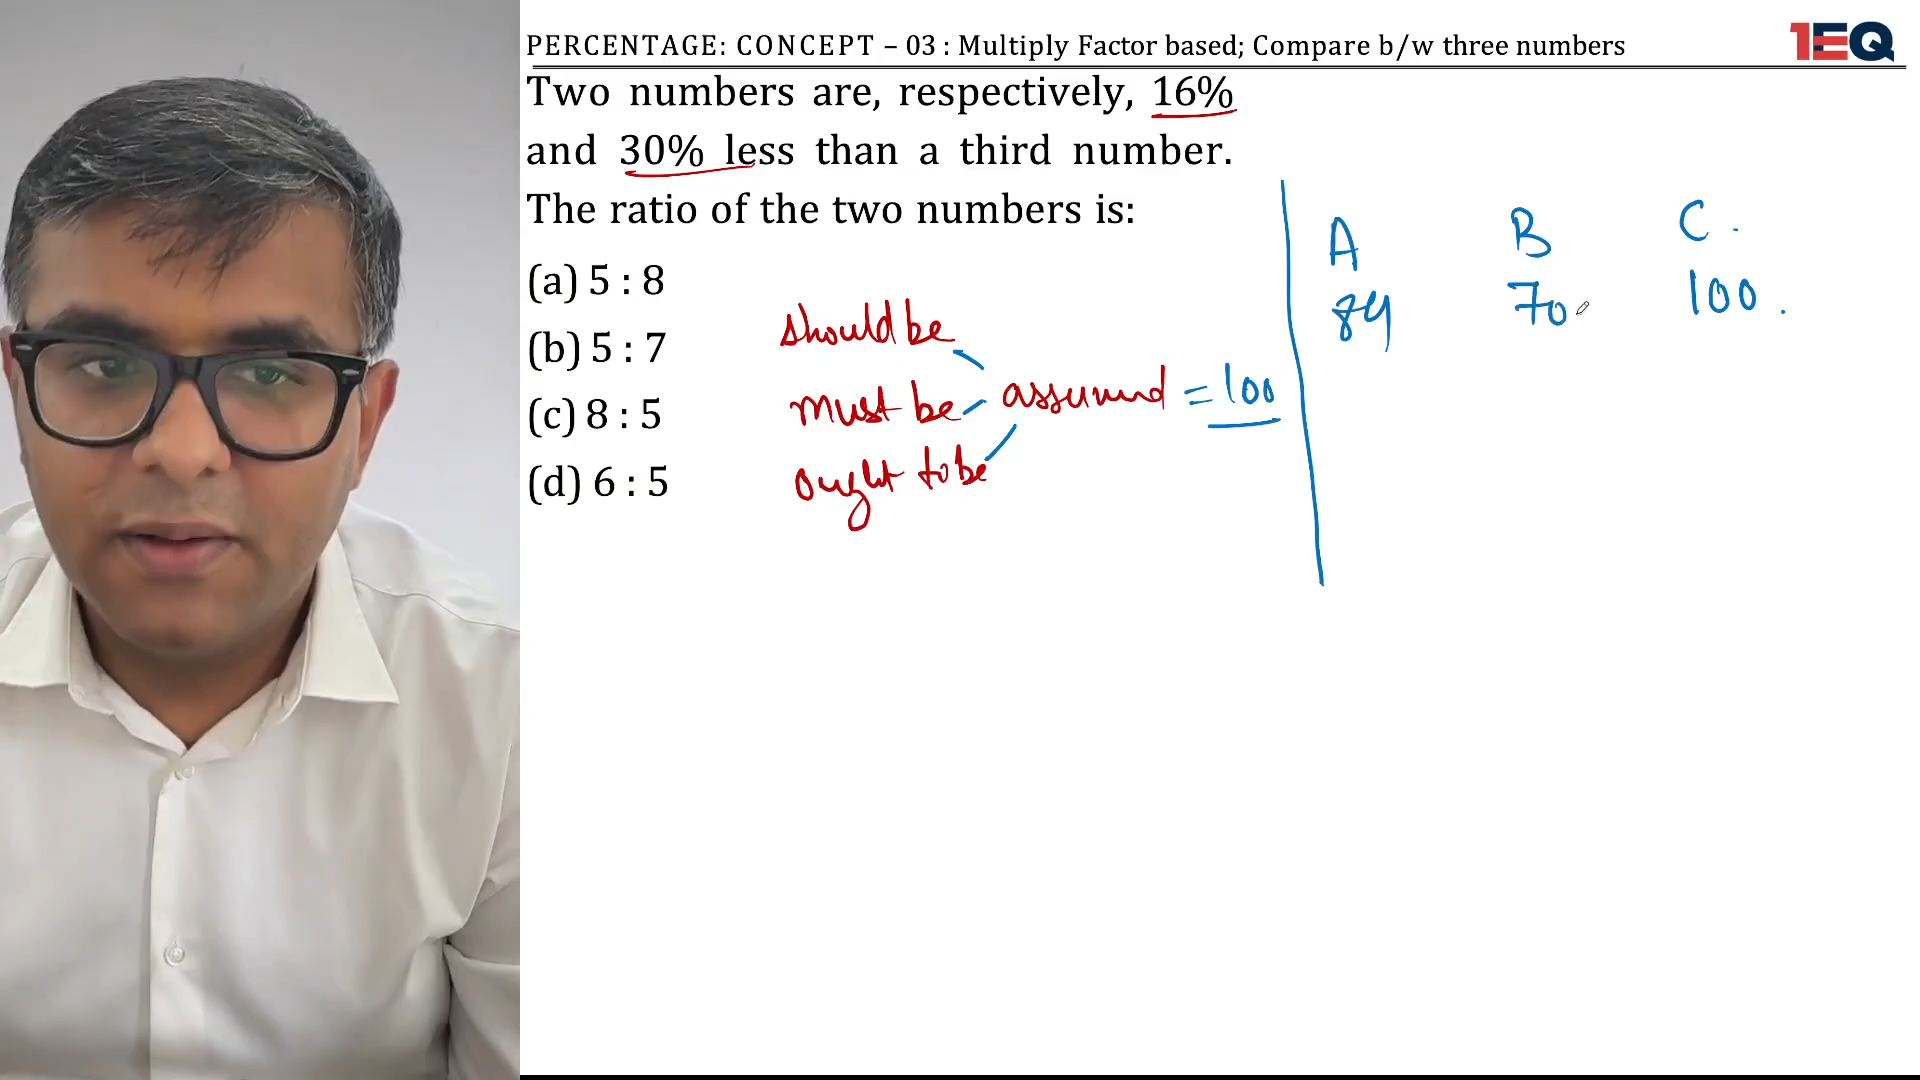 PERCENTAGE: CONCEPT – 03 : Multiply Factor based; Compare b/w three numbers
1EQ
Two numbers are, respectively, 16%
and 30% less than a third number.
The ratio of the two numbers is:
(a) 5 : 8
(b) 5 : 7
(c) 8 : 5
(d) 6 : 5
should be
must be
ought to be
assumed = 100
A B C.
84 70 100.